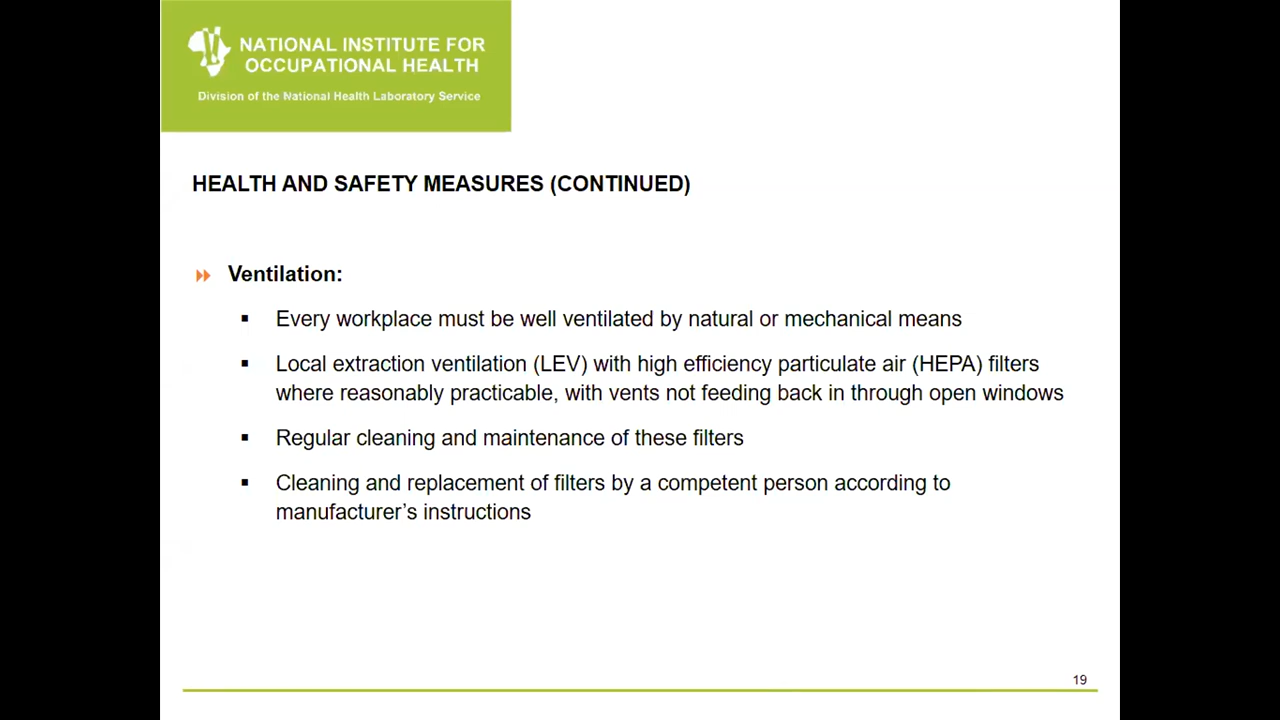 NATIONAL INSTITUTE FOR
OCCUPATIONAL HEALTH
Division of the National Health Laboratory Service
HEALTH AND SAFETY MEASURES (CONTINUED)
Ventilation:
Every workplace must be well ventilated by natural or mechanical means
Local extraction ventilation (LEV) with high efficiency particulate air (HEPA) filters
where reasonably practicable, with vents not feeding back in through open windows
Regular cleaning and maintenance of these filters
Cleaning and replacement of filters by a competent person according to
manufacturer’s instructions
19